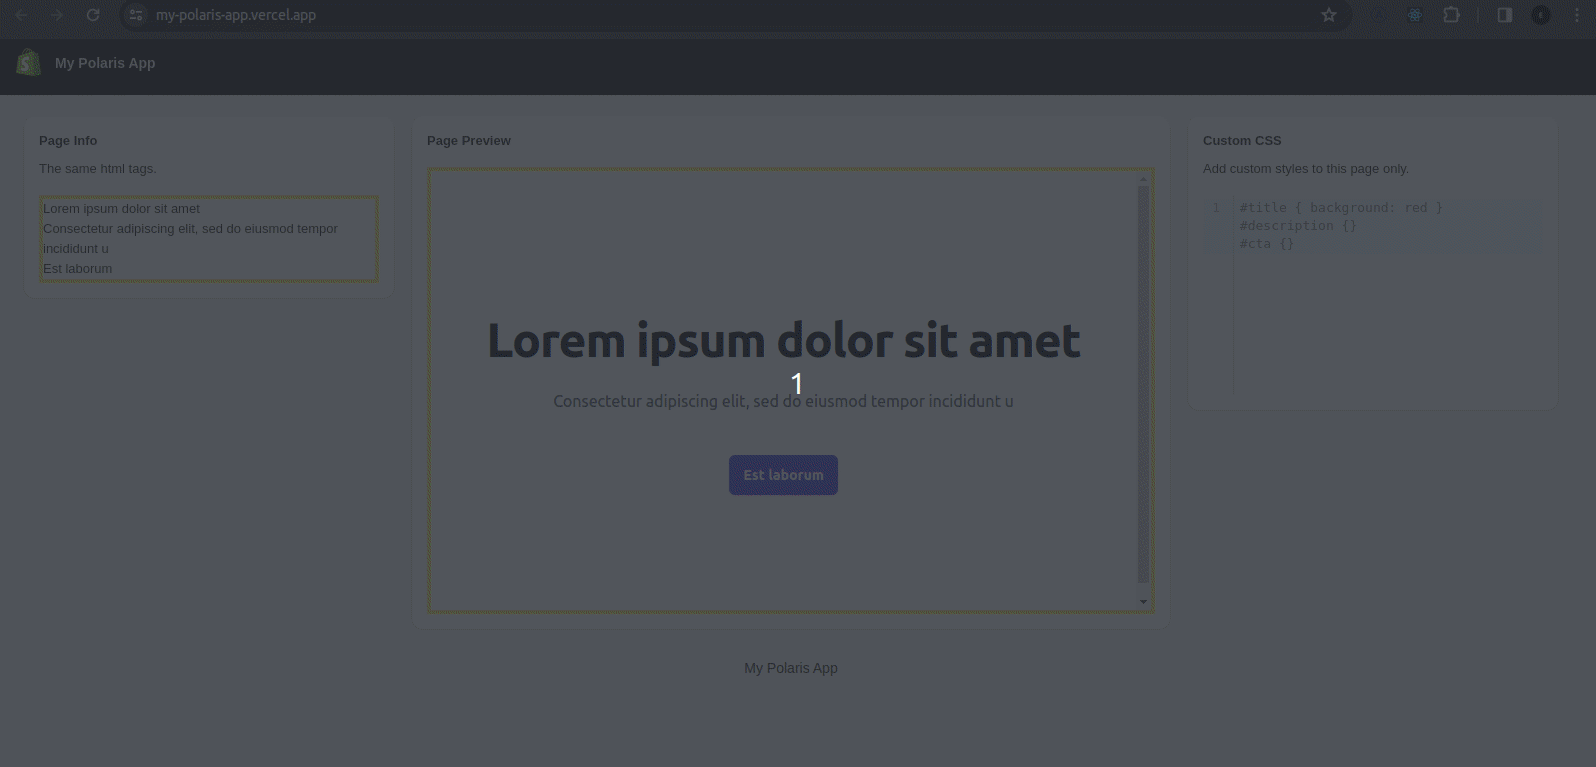 my-polaris-app.vercel.app
My Polaris App
Page Info
The same html tags.
Lorem ipsum dolor sit amet
Consectetur adipiscing elit, sed do eiusmod tempor
incididunt u
Est laborum
Page Preview
Lorem ipsum dolor sit amet
1
Consectetur adipiscing elit, sed do eiusmod tempor incididunt u
Est laborum
Custom CSS
Add custom styles to this page only.
1 #title { background: red }
#description {}
#cta {}
My Polaris App